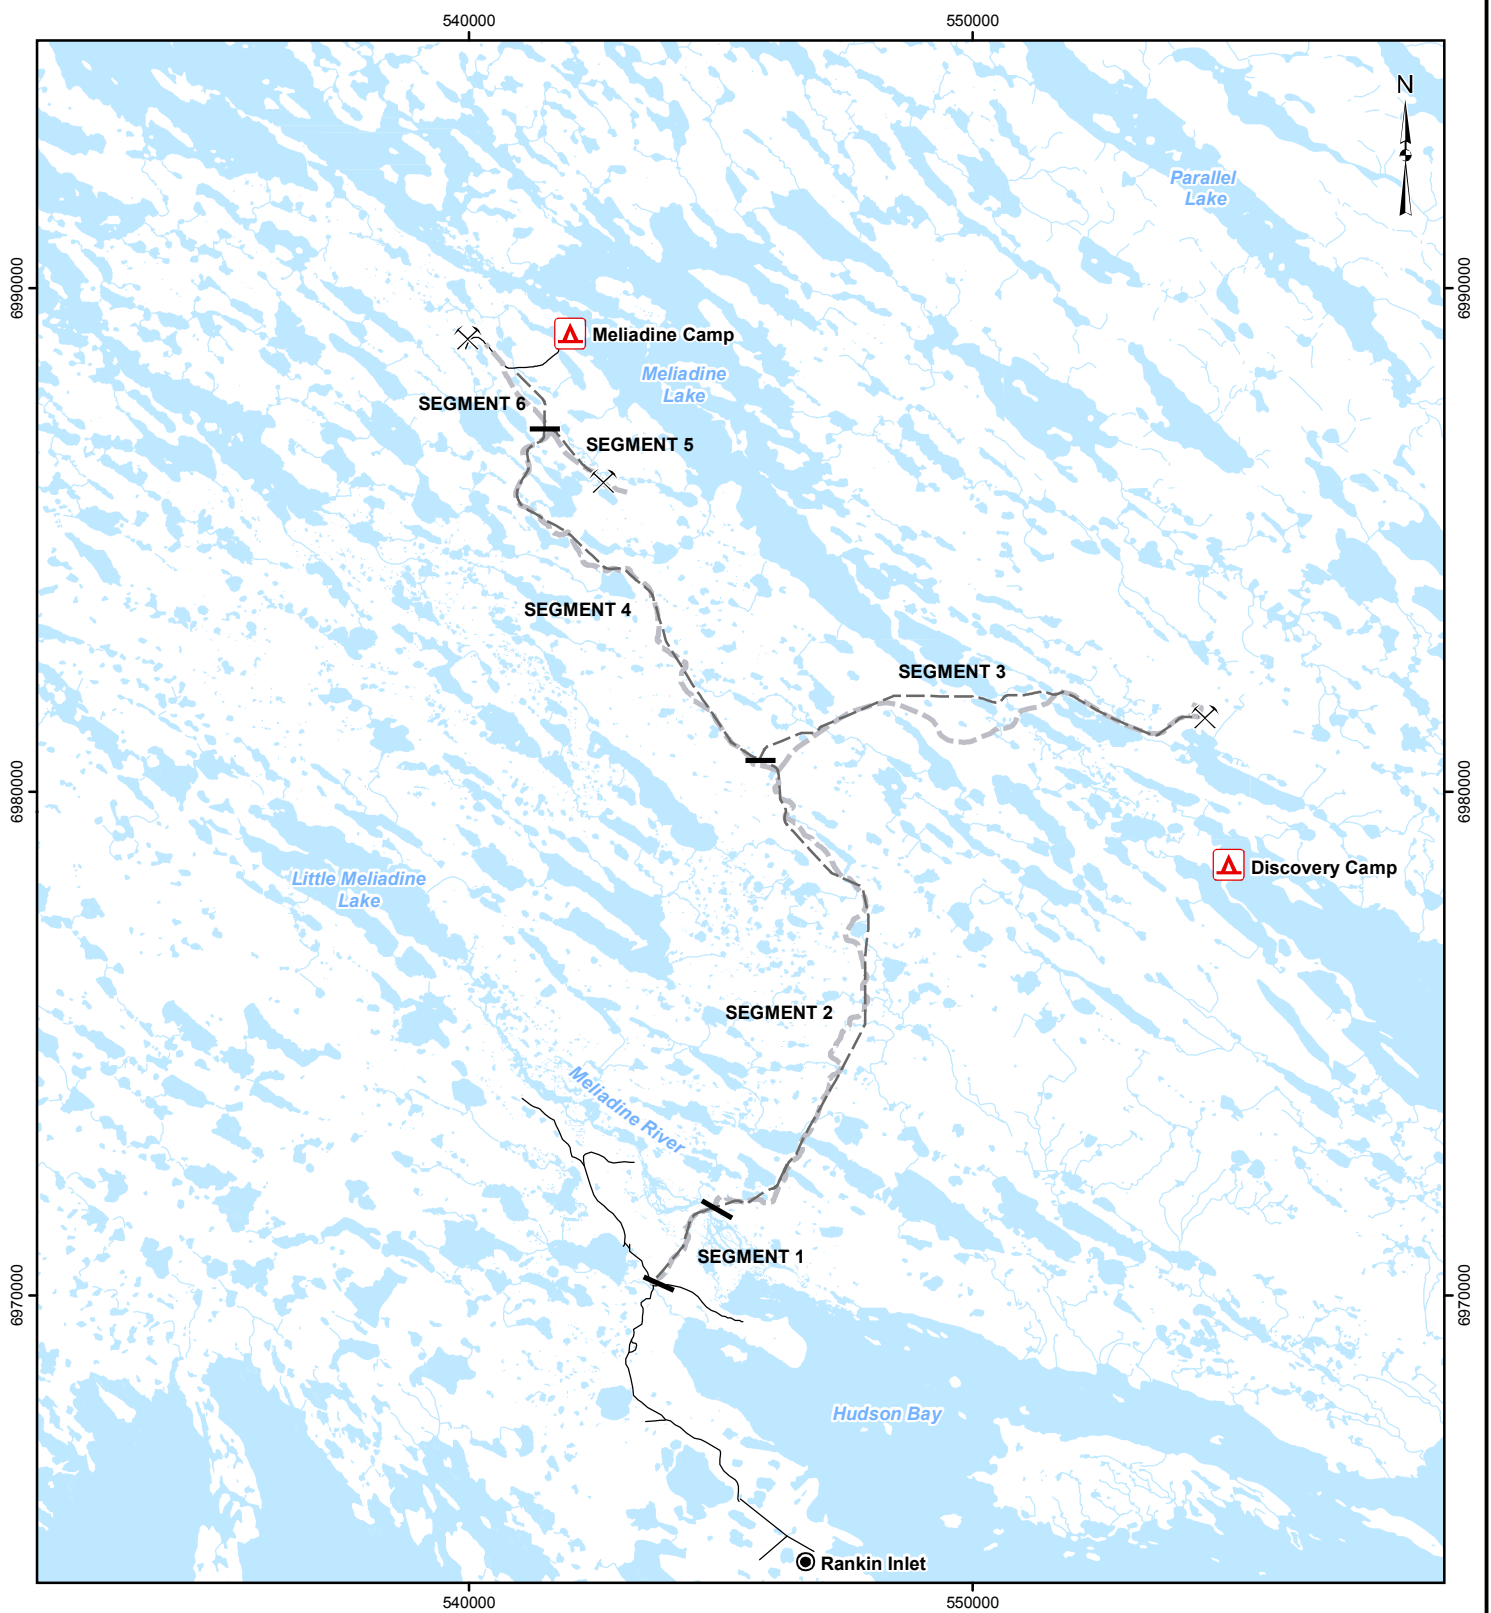 540000
550000
N
Parallel
Lake
6990000
6990000
Meliadine Camp
Meliadine
Lake
SEGMENT 6
SEGMENT 5
SEGMENT 4
SEGMENT 3
6980000
6980000
Discovery Camp
Little Meliadine
Lake
SEGMENT 2
Meliadine River
SEGMENT 1
6970000
6970000
Hudson Bay
Rankin Inlet
540000
550000